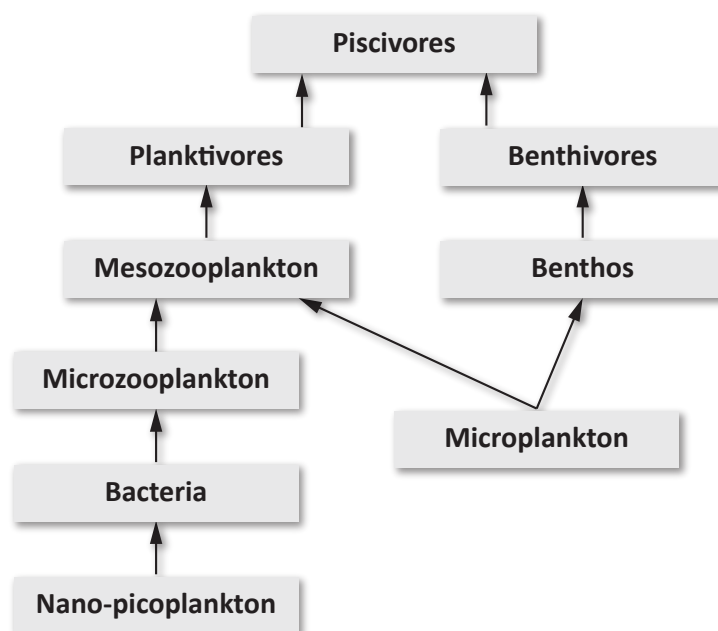 Piscivores
Planktivores
Benthivores
Mesozooplankton
Benthos
Microzooplankton
Microplankton
Bacteria
Nano-picoplankton